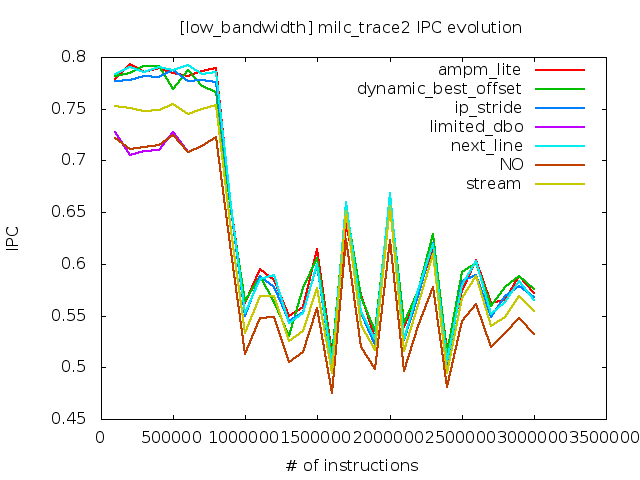 [low_bandwidth] milc_trace2 IPC evolution
0.8
0.75
0.7
0.65
0.6
0.55
0.5
0.45
IPC
ampm_lite
dynamic_best_offset
ip_stride
limited_dbo
next_line
NO
stream
0 500000 1000000 1500000 2000000 2500000 3000000 3500000
# of instructions